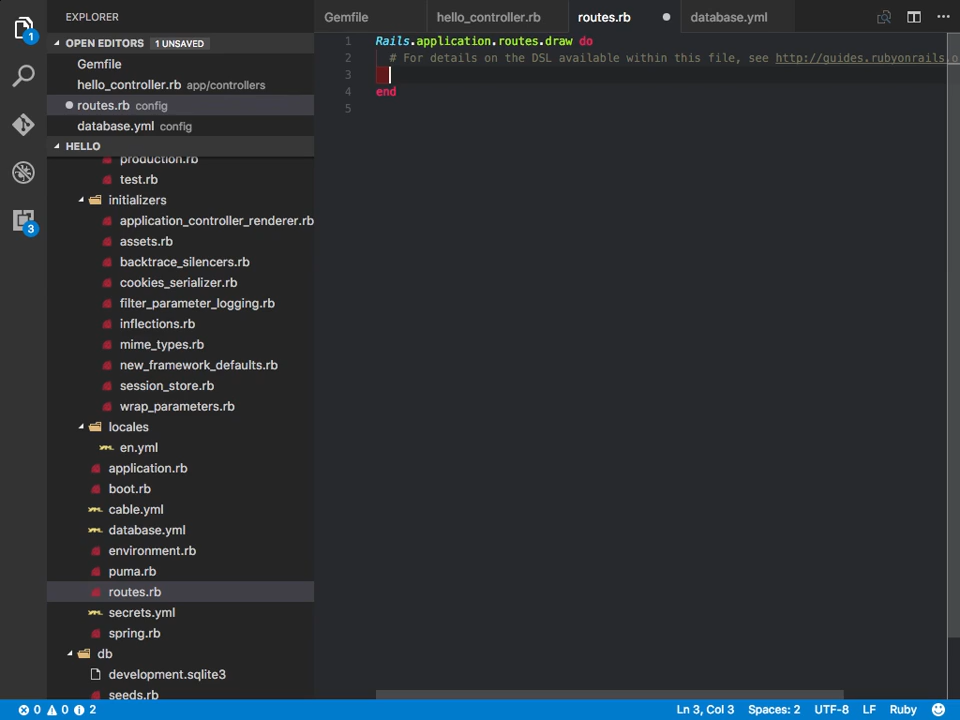 EXPLORER
OPEN EDITORS 1 UNSAVED
Gemfile
hello_controller.rb app/controllers
routes.rb config
database.yml config
HELLO
production.rb
test.rb
initializers
application_controller_renderer.rb
assets.rb
backtrace_silencers.rb
cookies_serializer.rb
filter_parameter_logging.rb
inflections.rb
mime_types.rb
new_framework_defaults.rb
session_store.rb
wrap_parameters.rb
locales
en.yml
application.rb
boot.rb
cable.yml
database.yml
environment.rb
puma.rb
routes.rb
secrets.yml
spring.rb
db
development.sqlite3
seeds.rb
1
3
Gemfile hello_controller.rb routes.rb database.yml
1 Rails.application.routes.draw do
2 # For details on the DSL available within this file, see http://guides.rubyonrails.o
3
4 end
5
0 0 2 Ln 3, Col 3 Spaces: 2 UTF-8 LF Ruby